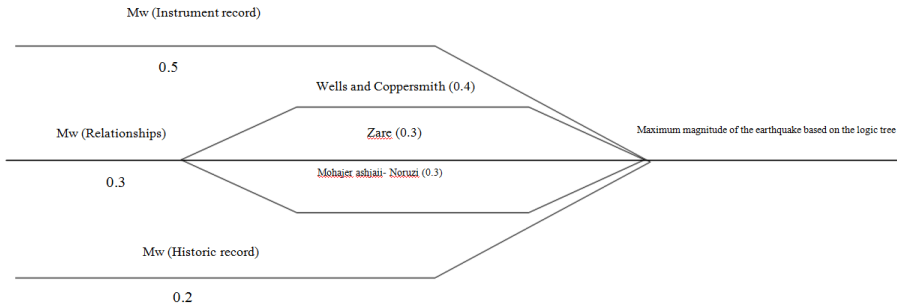 Mw (Instrument record)
0.5
Wells and Coppersmith (0.4)
Mw (Relationships)
Zare (0.3)
Maximum magnitude of the earthquake based on the logic tree
0.3
Mohajer ashjaii- Noruzi (0.3)
Mw (Historic record)
0.2